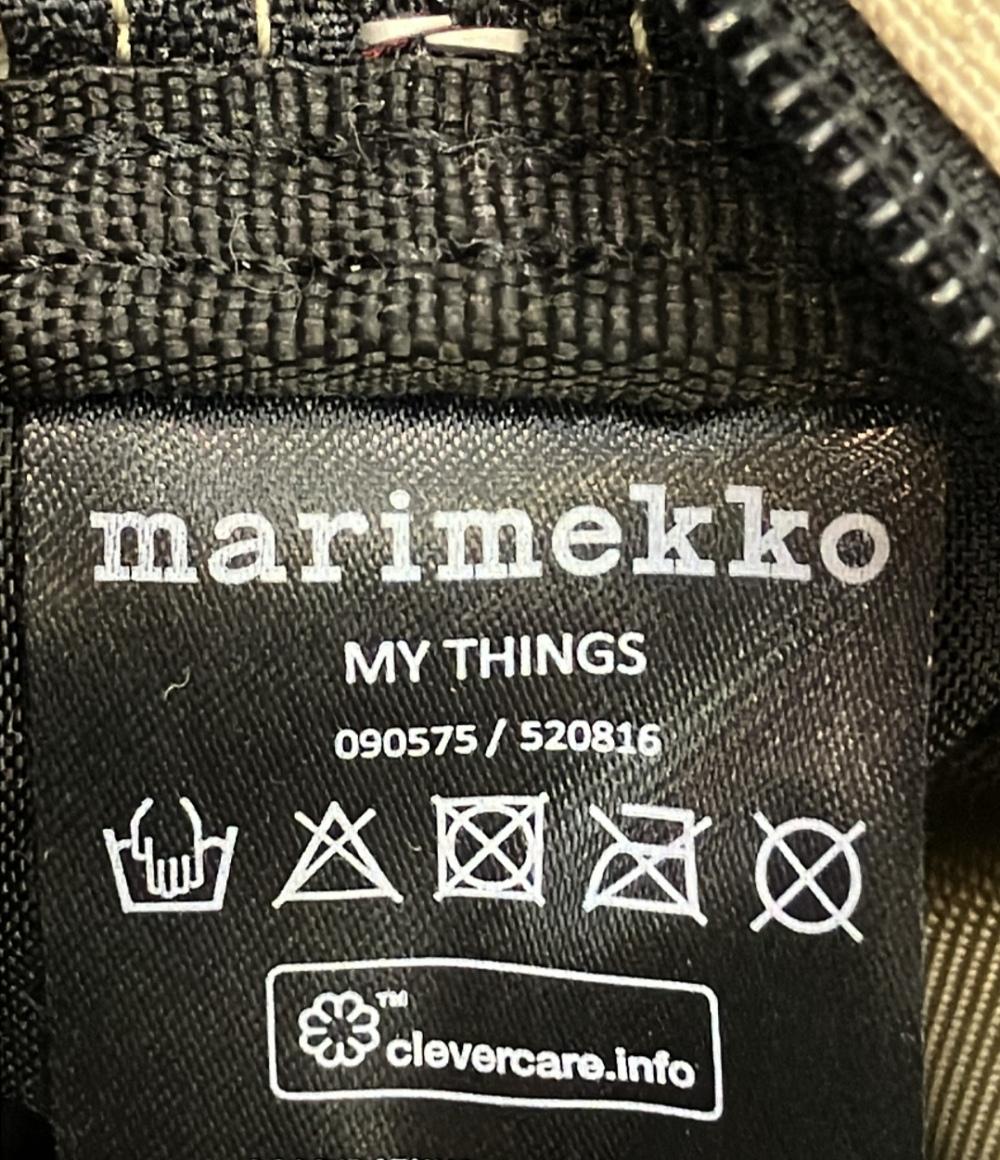 marimekko
MY THINGS
090575 / 520816
TM
clevercare.info